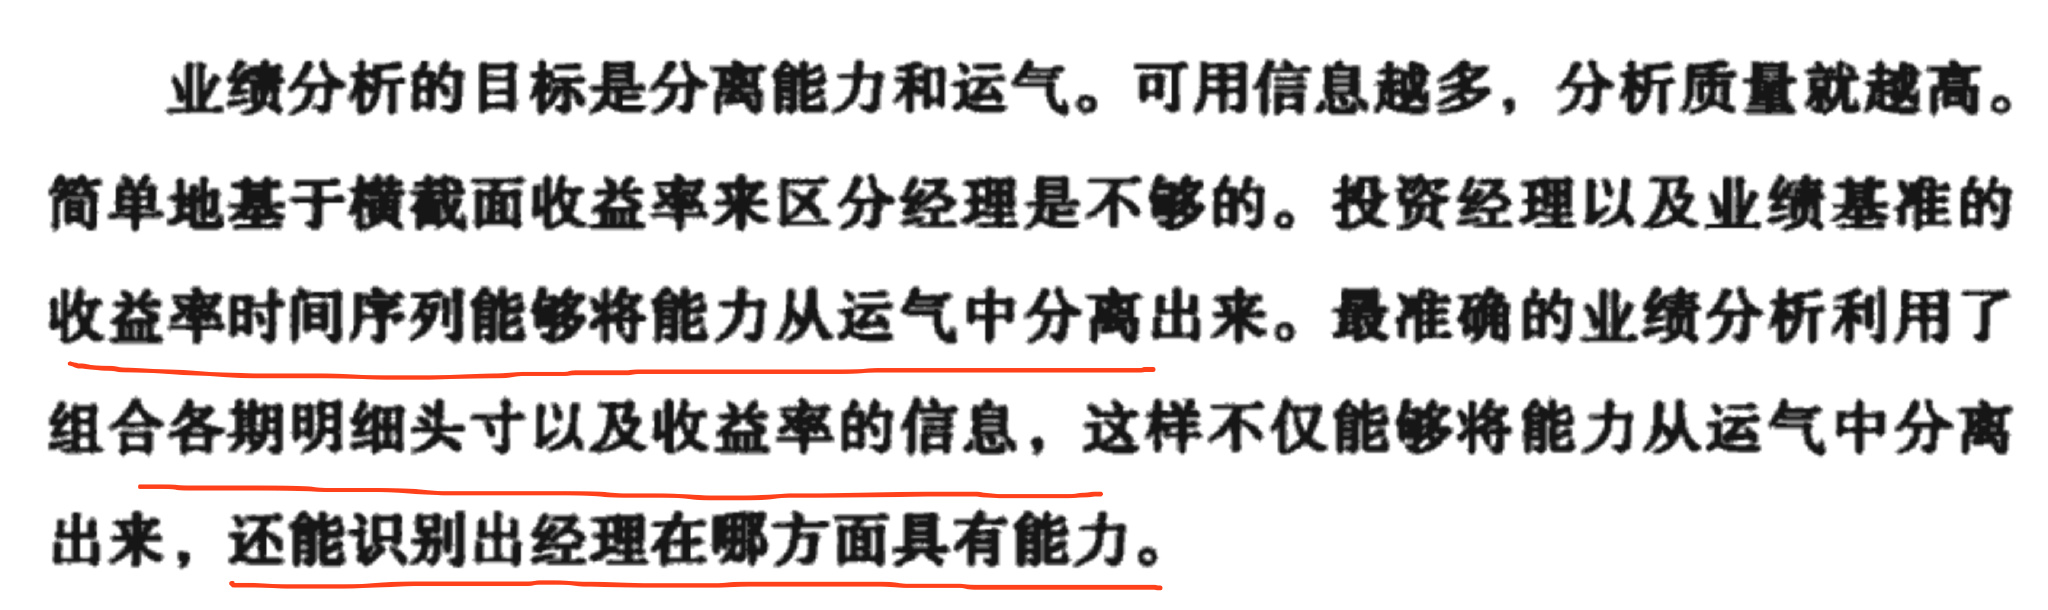 业绩分析的目标是分离能力和运气。可用信息越多，分析质量就越高。
简单地基于横截面收益率来区分经理是不够的。投资经理以及业绩基准的
收益率时间序列能够将能力从运气中分离出来。最准确的业绩分析利用了
组合各期明细头寸以及收益率的信息，这样不仅能够将能力从运气中分离
出来，还能识别出经理在哪方面具有能力。